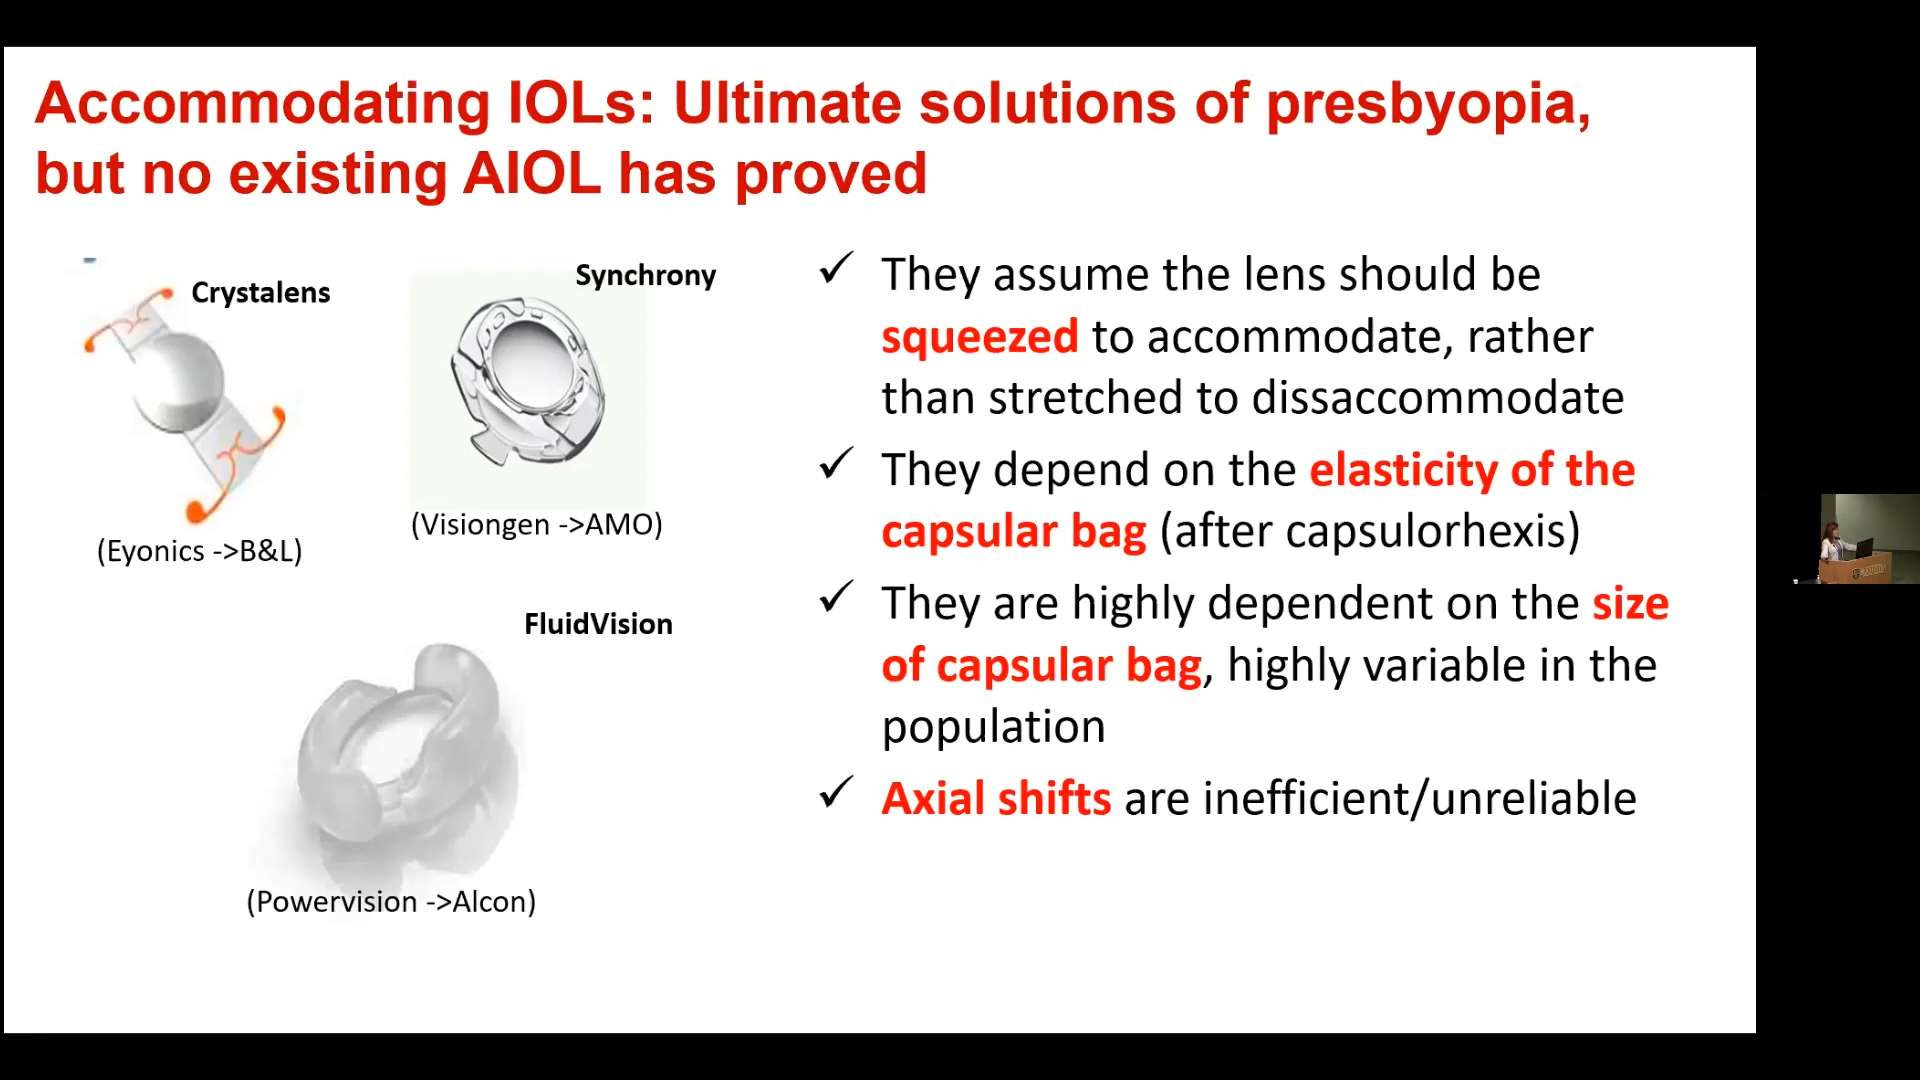 Accommodating IOLs: Ultimate solutions of presbyopia,
but no existing AIOL has proved
Crystalens
(Eyonics ->B&L)
Synchrony
(Visiongen ->AMO)
FluidVision
(Powervision ->Alcon)
✓ They assume the lens should be
squeezed to accommodate, rather
than stretched to dissaccommodate
✓ They depend on the elasticity of the
capsular bag (after capsulorhexis)
✓ They are highly dependent on the size
of capsular bag, highly variable in the
population
✓ Axial shifts are inefficient/unreliable